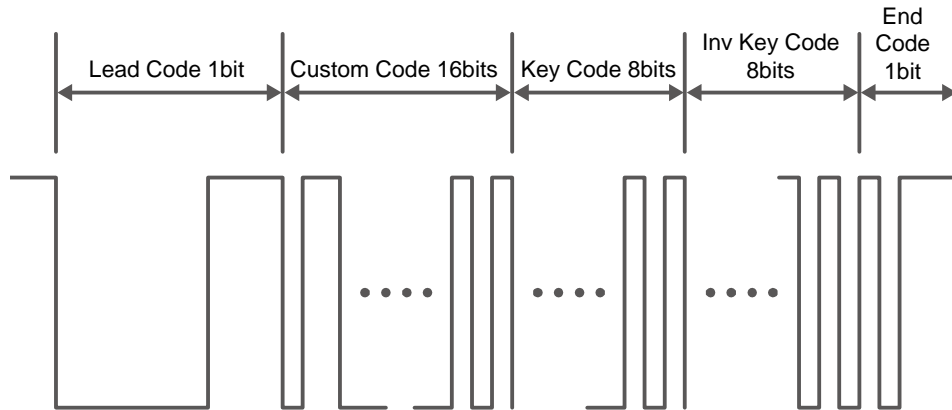 Lead Code 1bit
Custom Code 16bits
Key Code 8bits
Inv Key Code
8bits
End
Code
1bit